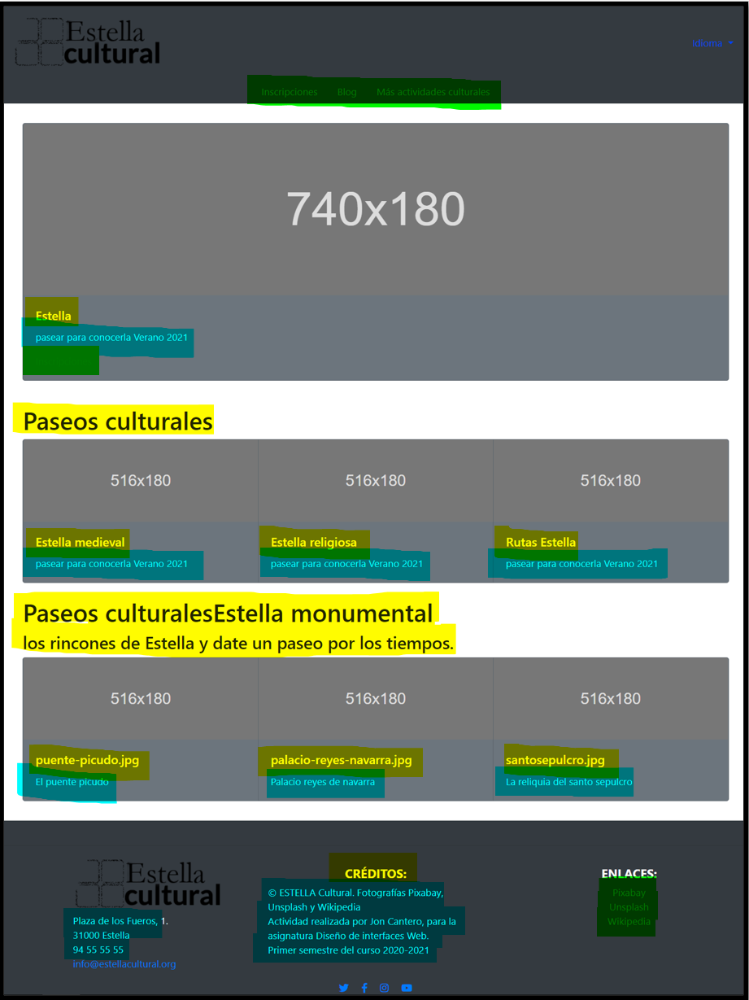 Estella
cultural
Idioma
Inscripciones Blog Más actividades culturales
740x180
Estella
pasear para conocerla Verano 2021
Paseos culturales
516x180 516x180 516x180
Estella medieval Estella religiosa Rutas Estella
pasear para conocerla Verano 2021 pasear para conocerla Verano 2021 pasear para conocerla Verano 2021
Paseos culturalesEstella monumental
los rincones de Estella y date un paseo por los tiempos.
516x180 516x180 516x180
puente-picudo.jpg palacio-reyes-navarra.jpg santosepulcro.jpg
El puente picudo Palacio reyes de navarra La reliquia del santo sepulcro
Estella
cultural
Plaza de los Fueros, 1.
31000 Estella
94 55 55 55
info@estellacultural.org
CRÉDITOS:
© ESTELLA Cultural. Fotografías Pixabay,
Unsplash y Wikipedia
Actividad realizada por Jon Cantero, para la
asignatura Diseño de interfaces Web.
Primer semestre del curso 2020-2021
ENLACES:
Pixabay
Unsplash
Wikipedia